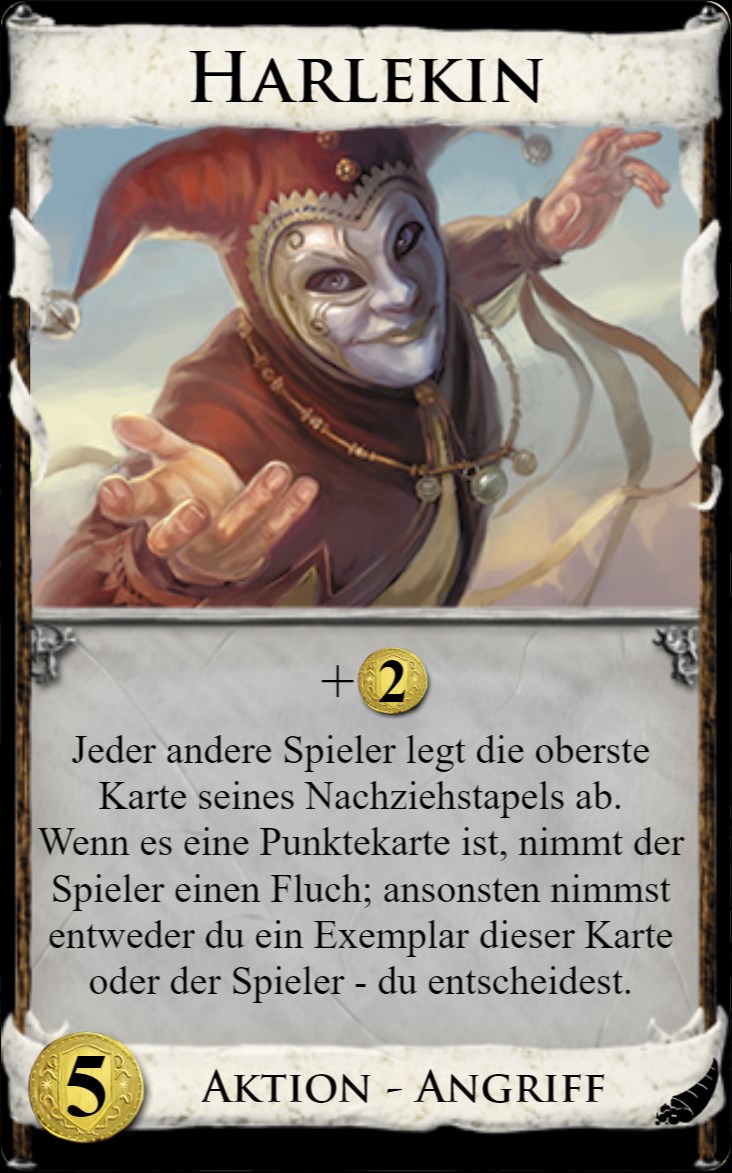 Harlekin
+2
Jeder andere Spieler legt die oberste
Karte seines Nachziehstapels ab.
Wenn es eine Punktekarte ist, nimmt der
Spieler einen Fluch; ansonsten nimmst
entweder du ein Exemplar dieser Karte
oder der Spieler - du entscheidest.
5 Aktion - Angriff